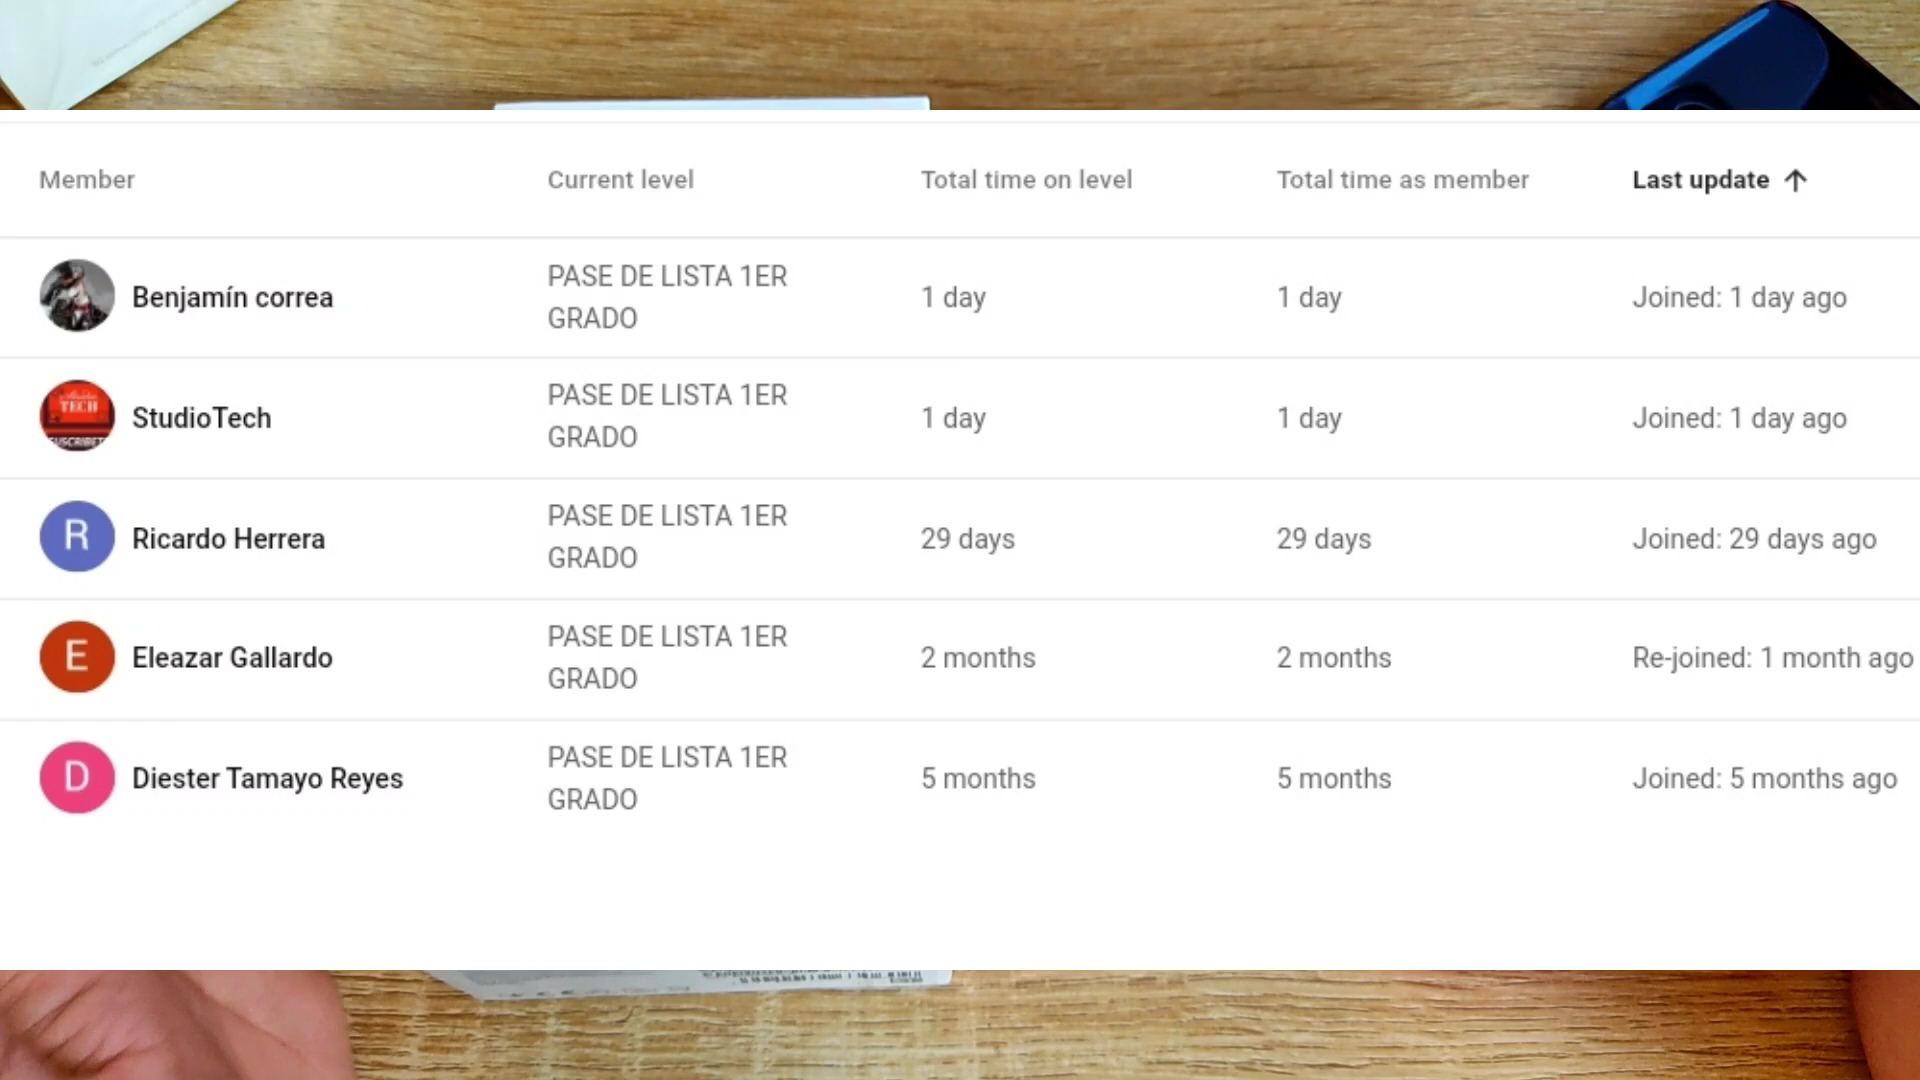 Member Current level Total time on level Total time as member Last update ↑
Benjamín correa PASE DE LISTA 1ER 1 day 1 day Joined: 1 day ago
GRADO
TECH
SUSCRIBET
StudioTech PASE DE LISTA 1ER 1 day 1 day Joined: 1 day ago
GRADO
R Ricardo Herrera PASE DE LISTA 1ER 29 days 29 days Joined: 29 days ago
GRADO
E Eleazar Gallardo PASE DE LISTA 1ER 2 months 2 months Re-joined: 1 month ago
GRADO
D Diester Tamayo Reyes PASE DE LISTA 1ER 5 months 5 months Joined: 5 months ago
GRADO